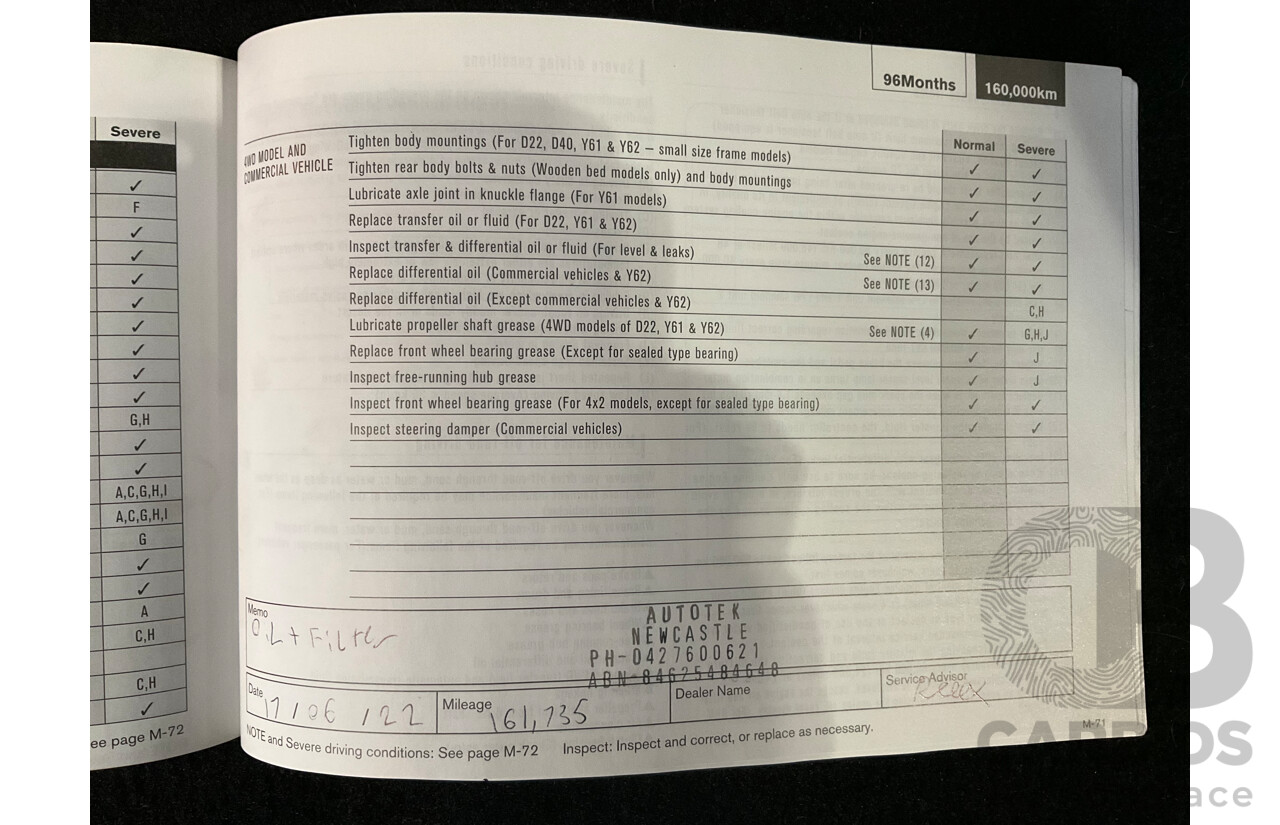 Severe
✓
F
✓
✓
✓
✓
✓
✓
✓
✓
G,H
✓
✓
A,C,G,H,I
A,C,G,H,I
G
✓
✓
A
C,H
C,H
✓
ee page M-72
96Months
160,000km
4WD MODEL AND
COMMERCIAL VEHICLE
Normal Severe
Tighten body mountings (For D22, D40, Y61 & Y62 – small size frame models) ✓ ✓
Tighten rear body bolts & nuts (Wooden bed models only) and body mountings ✓ ✓
Lubricate axle joint in knuckle flange (For Y61 models) ✓ ✓
Replace transfer oil or fluid (For D22, Y61 & Y62) ✓ ✓
Inspect transfer & differential oil or fluid (For level & leaks) See NOTE (12) ✓ ✓
Replace differential oil (Commercial vehicles & Y62) See NOTE (13) ✓ ✓
Replace differential oil (Except commercial vehicles & Y62) C,H
Lubricate propeller shaft grease (4WD models of D22, Y61 & Y62) See NOTE (4) ✓ G,H,J
Replace front wheel bearing grease (Except for sealed type bearing) ✓ J
Inspect free-running hub grease ✓ J
Inspect front wheel bearing grease (For 4x2 models, except for sealed type bearing) ✓ ✓
Inspect steering damper (Commercial vehicles) ✓ ✓
Memo
OiL + FiLter
AUTOTEK
NEWCASTLE
PH-0427600621
ABN-84625484648
Date 17/06/22
Mileage 161,735
Dealer Name
Service Advisor
NOTE and Severe driving conditions: See page M-72 Inspect: Inspect and correct, or replace as necessary.
M-71
CARB OS
ace